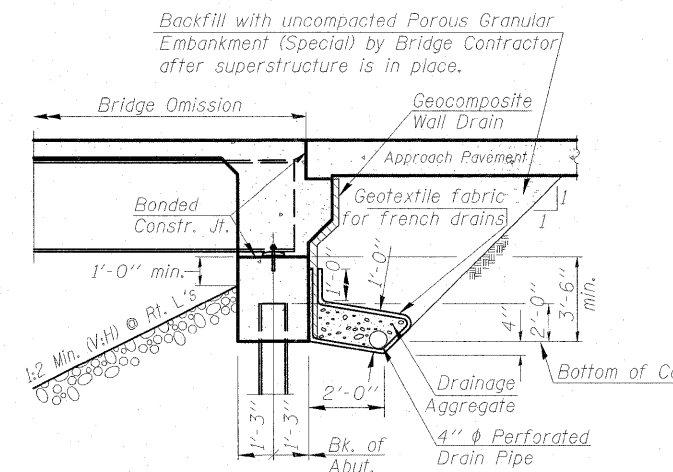 Backfill with uncompacted Porous Granular
Embankment (Special) by Bridge Contractor
after superstructure is in place.
Bridge Omission
Geocomposite
Wall Drain
Approach Pavement
Bonded
Constr. Jt.
Geotextile fabric
for french drains
1
1
1'-0" min.
1'-0"
1'-0"
1:2 Min. (V:H) @ Rt. L's
4"
2'-0"
3'-6"
min.
Bottom of
2'-0"
Drainage
Aggregate
1'-3"
1'-3"
Bk. of
Abut.
4" ϕ Perforated
Drain Pipe